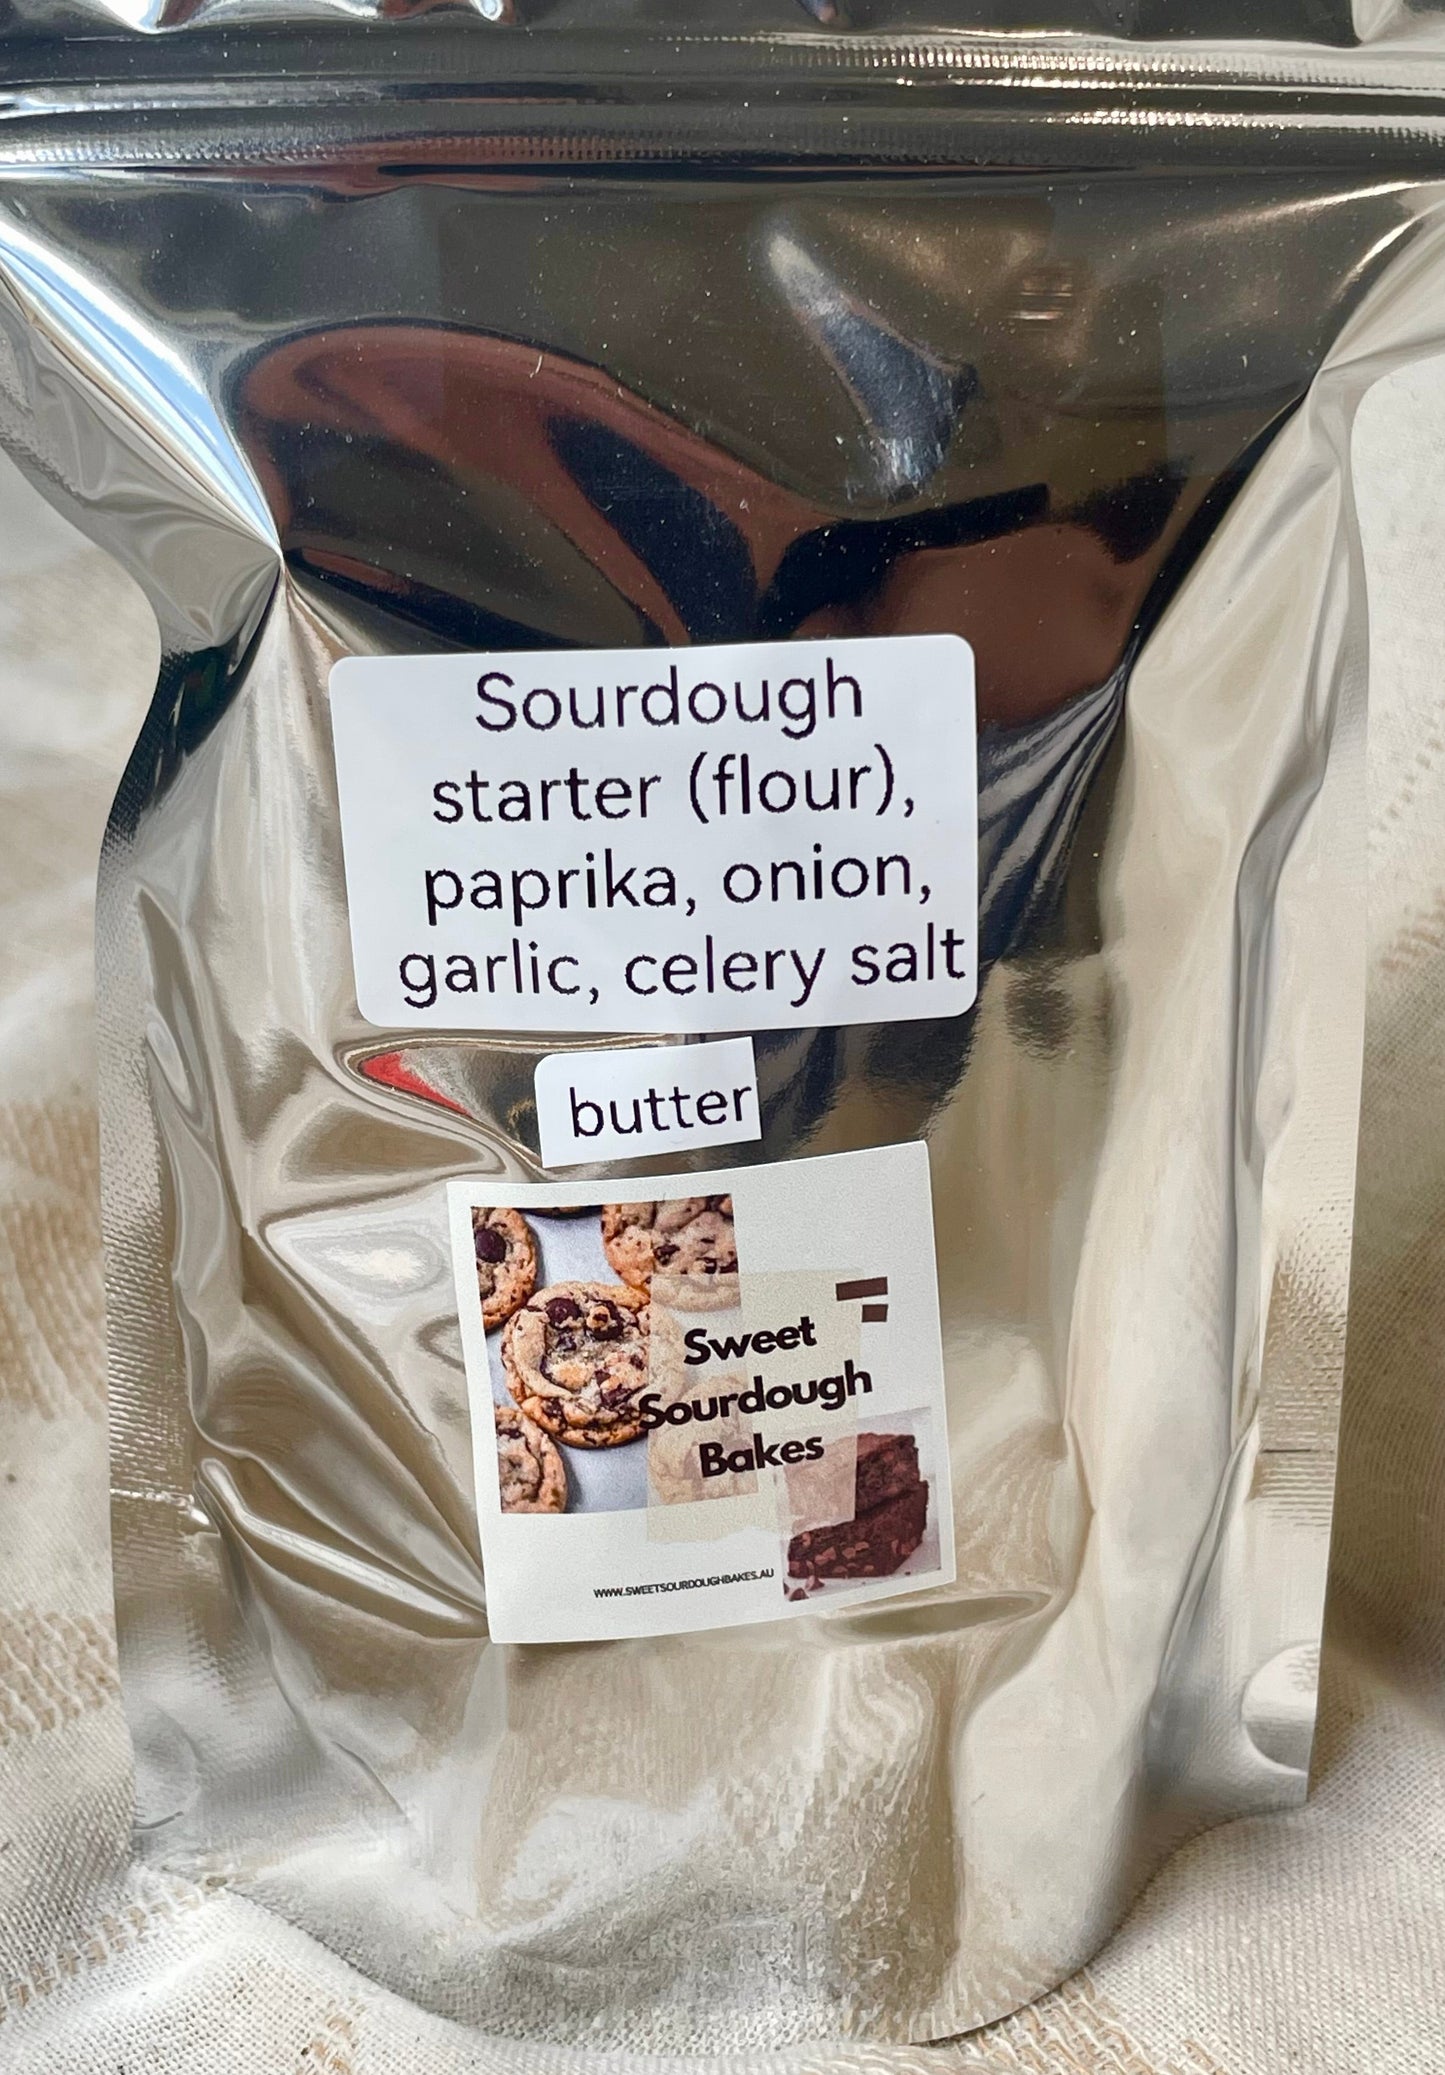 Sourdough
starter (flour),
paprika, onion,
garlic, celery salt
butter
Sweet
Sourdough
Bakes
WWW.SWEETSOURDOUGHBAKES.AU